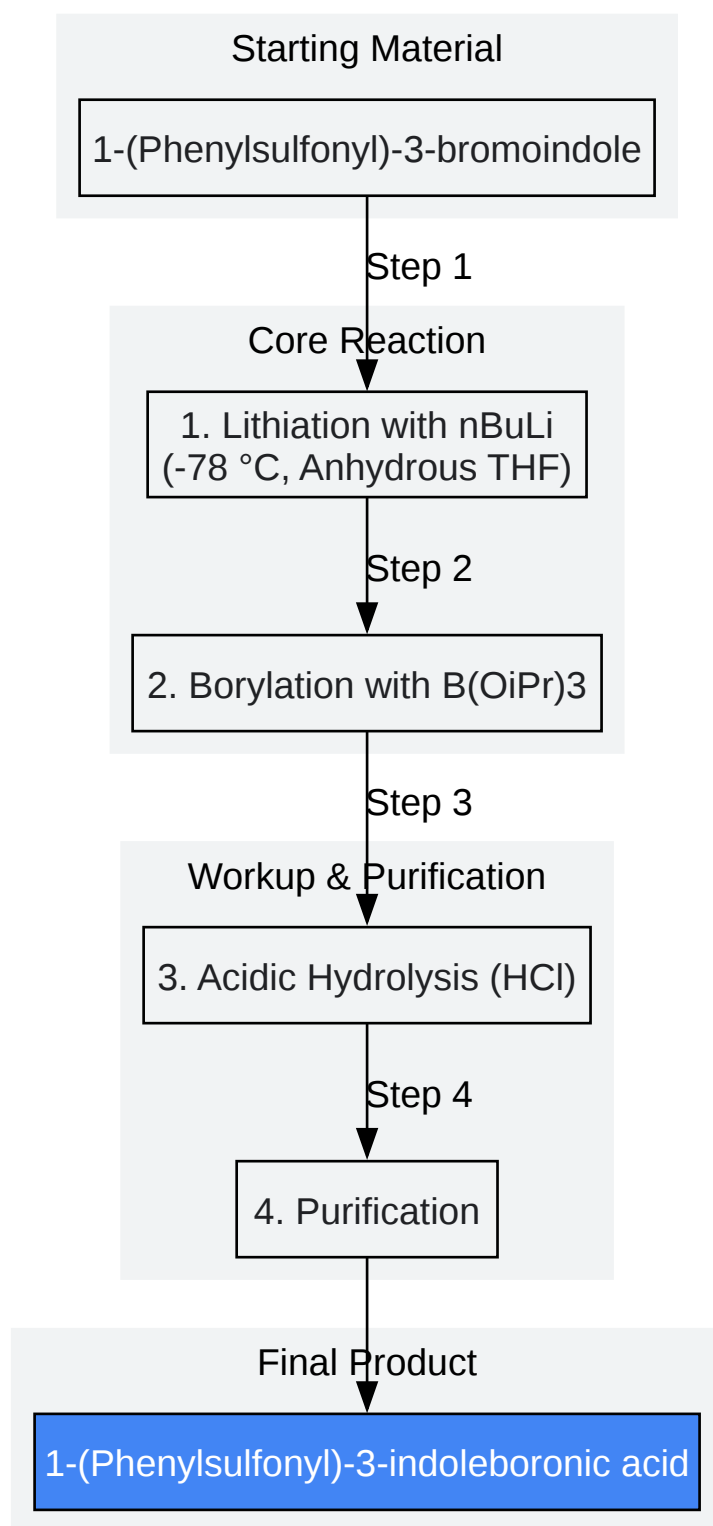 Starting Material
1-(Phenylsulfonyl)-3-bromoindole
Step 1
Core Reaction
1. Lithiation with nBuLi
(-78 °C, Anhydrous THF)
Step 2
2. Borylation with B(OiPr)3
Step 3
Workup & Purification
3. Acidic Hydrolysis (HCl)
Step 4
4. Purification
Final Product
1-(Phenylsulfonyl)-3-indoleboronic acid